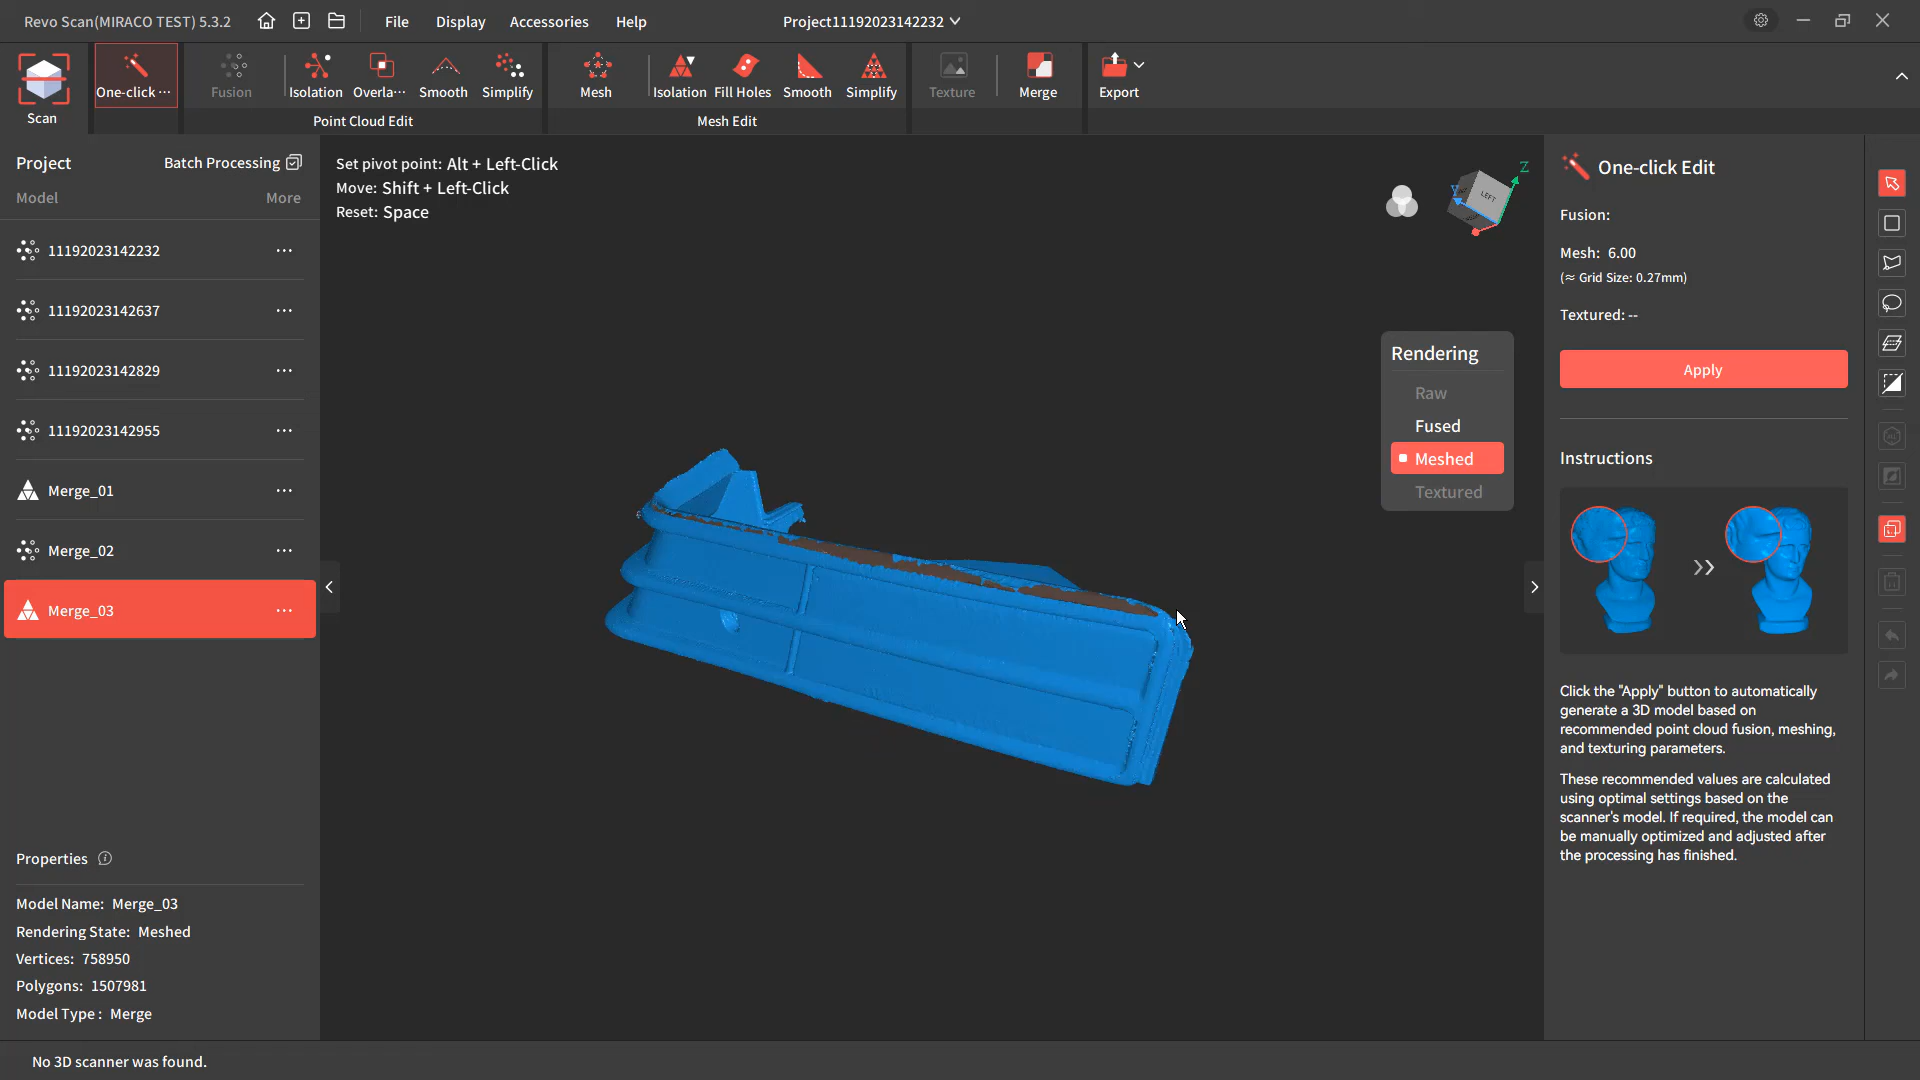 Revo Scan(MIRACO TEST) 5.3.2
File
Display
Accessories
Help
Project11192023142232
Scan
One-click ···
Fusion
Isolation
Overla···
Smooth
Simplify
Point Cloud Edit
Mesh
Isolation
Fill Holes
Smooth
Simplify
Mesh Edit
Texture
Merge
Export
Project
Batch Processing
Model
More
11192023142232
11192023142637
11192023142829
11192023142955
Merge_01
Merge_02
Merge_03
Properties
Model Name: Merge_03
Rendering State: Meshed
Vertices: 758950
Polygons: 1507981
Model Type : Merge
No 3D scanner was found.
Set pivot point: Alt + Left-Click
Move: Shift + Left-Click
Reset: Space
Z
Y
LEFT
Rendering
Raw
Fused
Meshed
Textured
One-click Edit
Fusion:
Mesh: 6.00
(≈ Grid Size: 0.27mm)
Textured: --
Apply
Instructions
Click the "Apply" button to automatically
generate a 3D model based on
recommended point cloud fusion, meshing,
and texturing parameters.
These recommended values are calculated
using optimal settings based on the
scanner's model. If required, the model can
be manually optimized and adjusted after
the processing has finished.